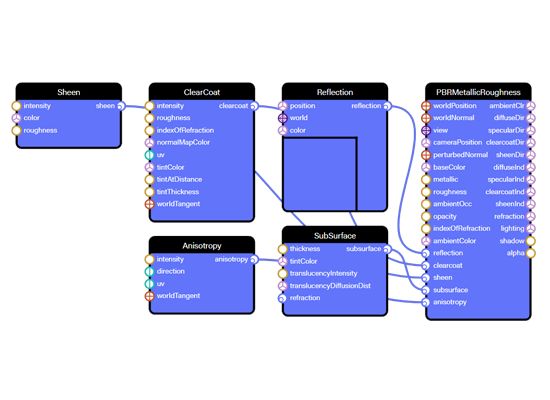 Sheen
intensity sheen
color
roughness
ClearCoat
intensity clearcoat
roughness
indexOfRefraction
normalMapColor
uv
tintColor
tintAtDistance
tintThickness
worldTangent
Anisotropy
intensity anisotropy
direction
uv
worldTangent
Reflection
position reflection
world
color
SubSurface
thickness subsurface
tintColor
translucencyIntensity
translucencyDiffusionDist
refraction
PBRMetallicRoughness
worldPosition ambientClr
worldNormal diffuseDir
view specularDir
cameraPosition clearcoatDir
perturbedNormal sheenDir
baseColor diffuseInd
metallic specularInd
roughness clearcoatInd
ambientOcc sheenInd
opacity refraction
indexOfRefraction lighting
ambientColor shadow
reflection alpha
clearcoat
sheen
subsurface
anisotropy